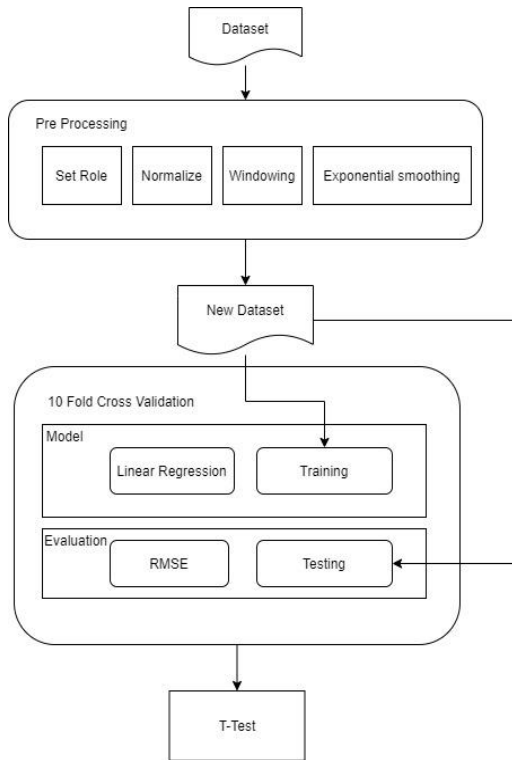 Dataset
Pre Processing
Set Role
Normalize
Windowing
Exponential smoothing
New Dataset
10 Fold Cross Validation
Model
Linear Regression
Training
Evaluation
RMSE
Testing
T-Test